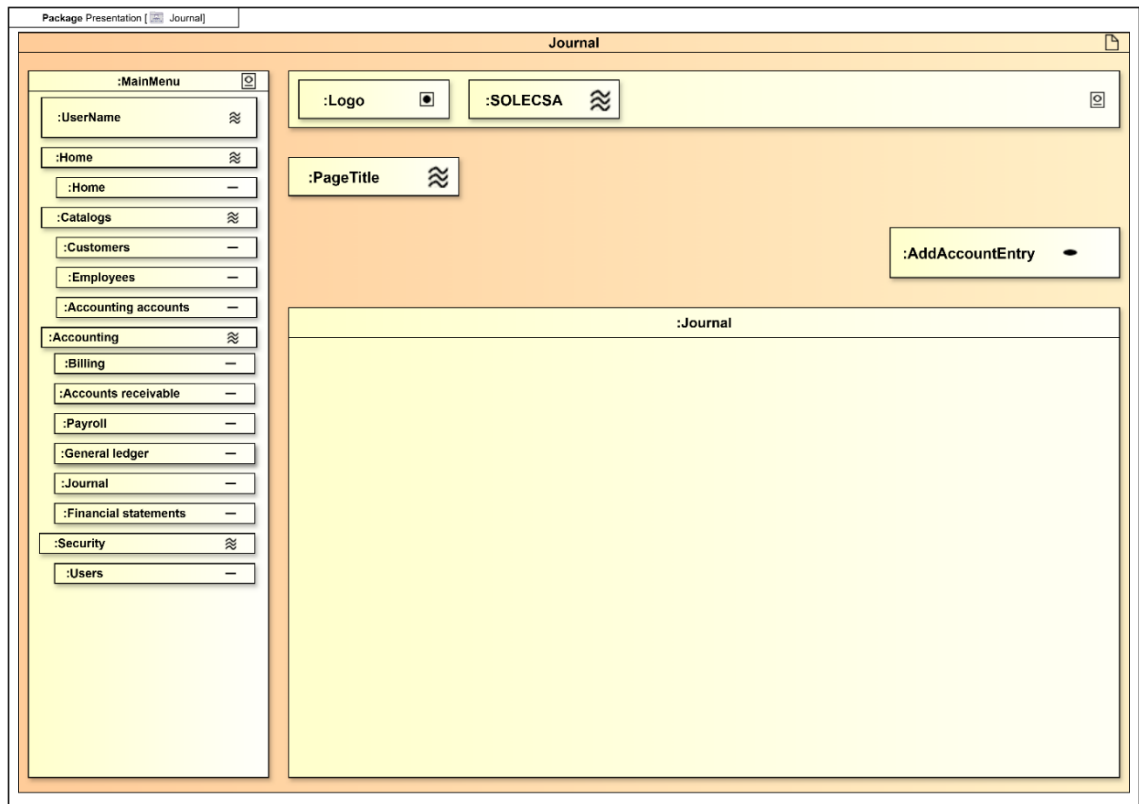 Package Presentation [ Journal]
Journal
:MainMenu
:UserName
:Home
:Home
:Catalogs
:Customers
:Employees
:Accounting accounts
:Accounting
:Billing
:Accounts receivable
:Payroll
:General ledger
:Journal
:Financial statements
:Security
:Users
:Logo
:SOLECSA
:PageTitle
:AddAccountEntry
:Journal